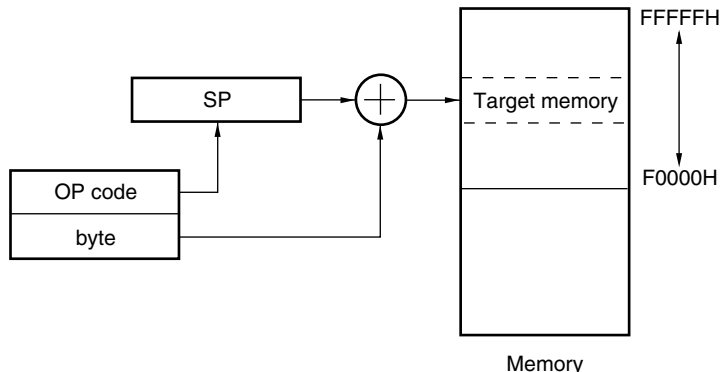 FFFFFH
SP
Target memory
OP code
F0000H
byte
Memory